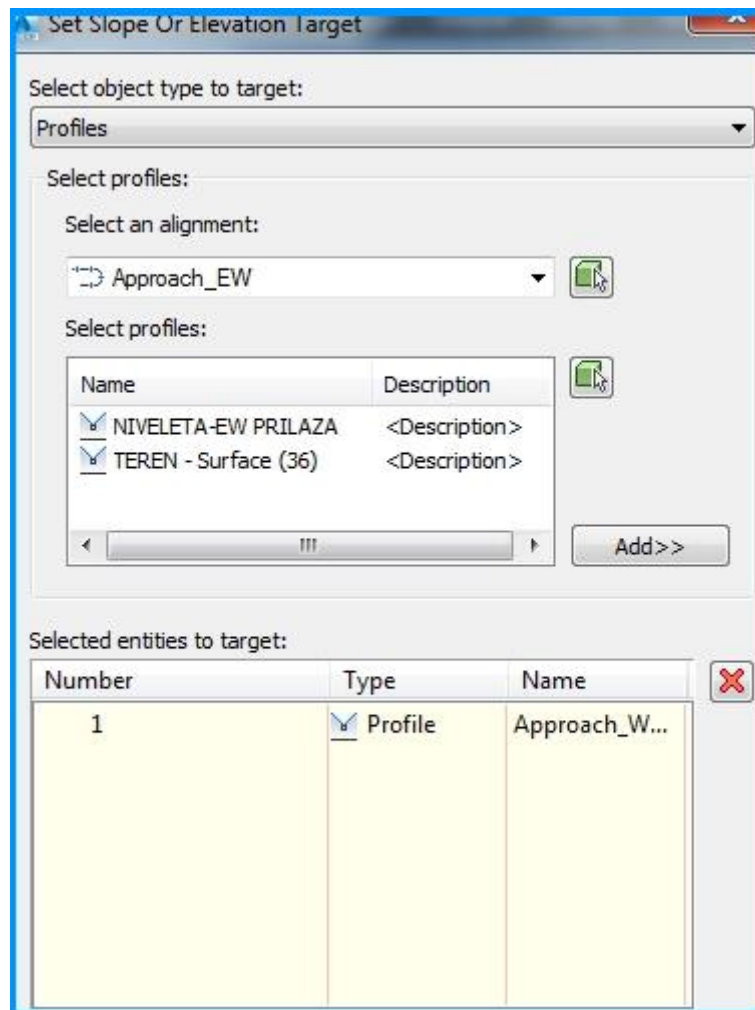 Set Slope Or Elevation Target
Select object type to target:
Profiles
Select profiles:
Select an alignment:
Approach_EW
Select profiles:
Name Description
NIVELETA-EW PRILAZA <Description>
TEREN - Surface (36) <Description>
Add>>
Selected entities to target:
Number Type Name
1 Profile Approach_W...